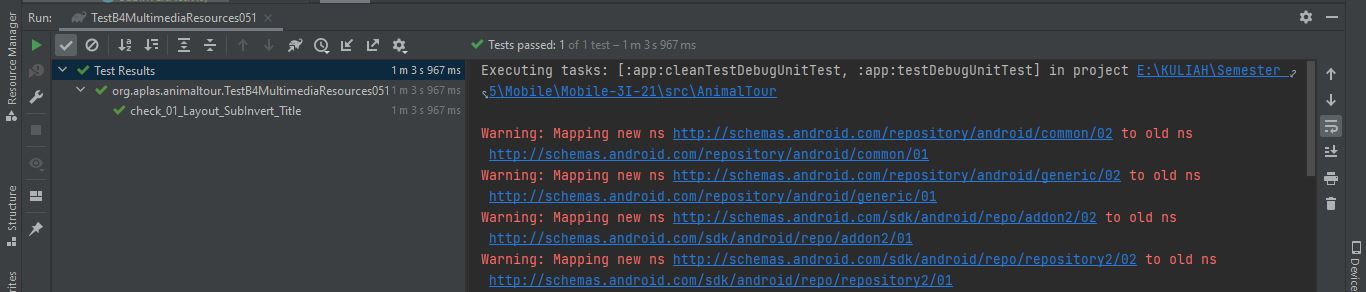 Run:
TestB4MultimediaResources051
Resource Manager
Tests passed: 1 of 1 test – 1 m 3 s 967 ms
Test Results 1 m 3 s 967 ms
org.aplas.animaltour.TestB4MultimediaResources051 1 m 3 s 967 ms
check_01_Layout_SubInvert_Title 1 m 3 s 967 ms
Executing tasks: [:app:cleanTestDebugUnitTest, :app:testDebugUnitTest] in project E:\KULIAH\Semester
5\Mobile\Mobile-3I-21\src\AnimalTour
Warning: Mapping new ns http://schemas.android.com/repository/android/common/02 to old ns
http://schemas.android.com/repository/android/common/01
Warning: Mapping new ns http://schemas.android.com/repository/android/generic/02 to old ns
http://schemas.android.com/repository/android/generic/01
Warning: Mapping new ns http://schemas.android.com/sdk/android/repo/addon2/02 to old ns
http://schemas.android.com/sdk/android/repo/addon2/01
Warning: Mapping new ns http://schemas.android.com/sdk/android/repo/repository2/02 to old ns
http://schemas.android.com/sdk/android/repo/repository2/01
Structure